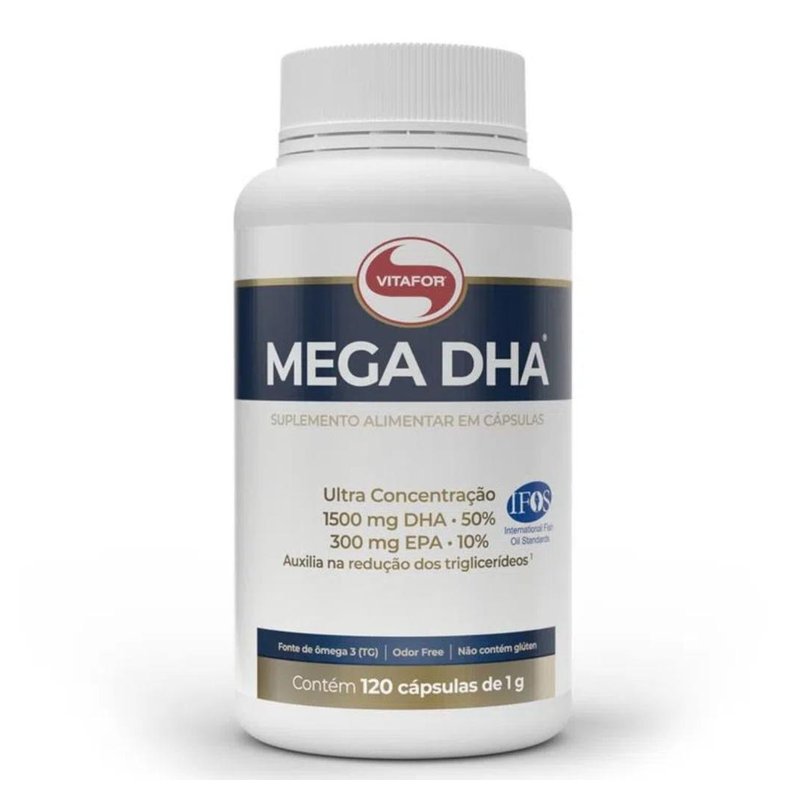 VITAFOR
MEGA DHA®
SUPLEMENTO ALIMENTAR EM CÁPSULAS
Ultra Concentração
1500 mg DHA • 50%
300 mg EPA • 10%
Auxilia na redução dos triglicerídeos¹
IFOS
International Fish
Oil Standards
Fonte de ômega 3 (TG) | Odor Free | Não contém glúten
Contém 120 cápsulas de 1 g